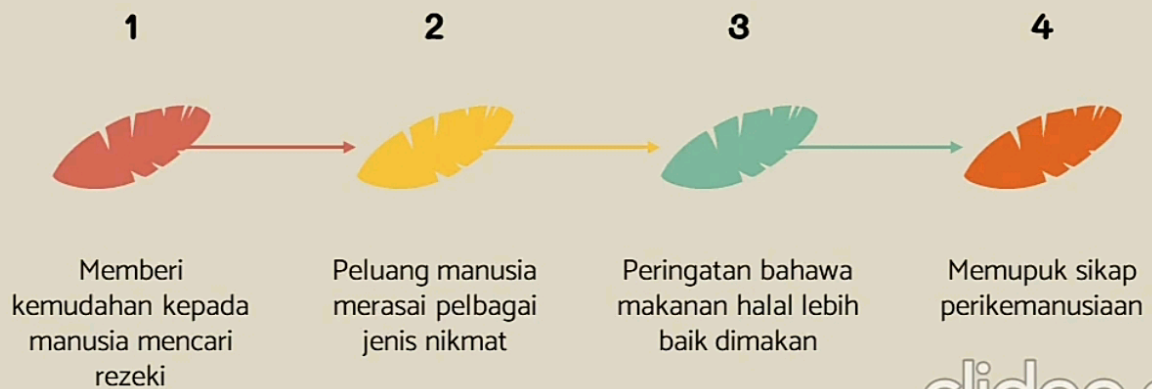 1
2
3
4
Memberi
kemudahan kepada
manusia mencari
rezeki
Peluang manusia
merasai pelbagai
jenis nikmat
Peringatan bahawa
makanan halal lebih
baik dimakan
Memupuk sikap
perikemanusiaan